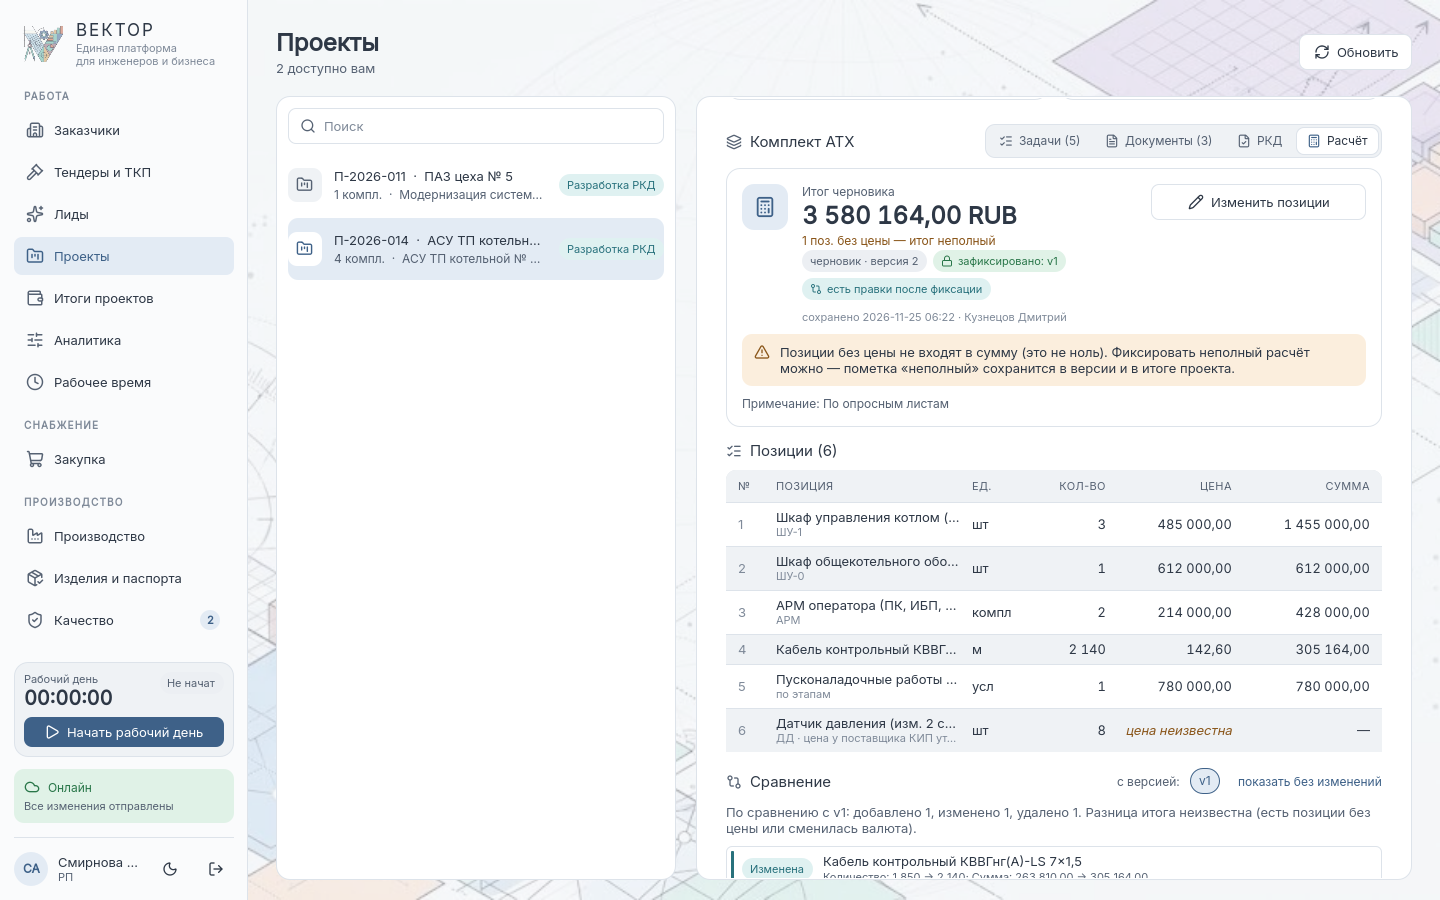 ВЕКТОР
Единая платформа
для инженеров и бизнеса
РАБОТА
Заказчики
Тендеры и ТКП
Лиды
Проекты
Итоги проектов
Аналитика
Рабочее время
СНАБЖЕНИЕ
Закупка
ПРОИЗВОДСТВО
Производство
Изделия и паспорта
Качество 2
Рабочий день
00:00:00
Не начат
Начать рабочий день
Онлайн
Все изменения отправлены
СА
Смирнова ...
РП
Проекты
2 доступно вам
Обновить
Поиск
П-2026-011 · ПАЗ цеха № 5
1 компл. · Модернизация систем...
Разработка РКД
П-2026-014 · АСУ ТП котельн...
4 компл. · АСУ ТП котельной № ...
Разработка РКД
Комплект АТХ
Задачи (5)
Документы (3)
РКД
Расчёт
Итог черновика
3 580 164,00 RUB
1 поз. без цены — итог неполный
черновик · версия 2
зафиксировано: v1
есть правки после фиксации
сохранено 2026-11-25 06:22 · Кузнецов Дмитрий
Изменить позиции
Позиции без цены не входят в сумму (это не ноль). Фиксировать неполный расчёт
можно — пометка «неполный» сохранится в версии и в итоге проекта.
Примечание: По опросным листам
Позиции (6)
№ ПОЗИЦИЯ ЕД. КОЛ-ВО ЦЕНА СУММА
1 Шкаф управления котлом (... шт 3 485 000,00 1 455 000,00
ШУ-1
2 Шкаф общекотельного обо... шт 1 612 000,00 612 000,00
ШУ-0
3 АРМ оператора (ПК, ИБП, ... компл 2 214 000,00 428 000,00
АРМ
4 Кабель контрольный КВВГ... м 2 140 142,60 305 164,00
5 Пусконаладочные работы ... усл 1 780 000,00 780 000,00
по этапам
6 Датчик давления (изм. 2 с... шт 8 цена неизвестна —
ДД · цена у поставщика КИП ут...
Сравнение
с версией: v1 показать без изменений
По сравнению с v1: добавлено 1, изменено 1, удалено 1. Разница итога неизвестна (есть позиции без
цены или сменилась валюта).
Изменена
Кабель контрольный КВВГнг(А)-LS 7×1,5
Количество: 1 850 → 2 140· Сумма: 263 810,00 → 305 164,00